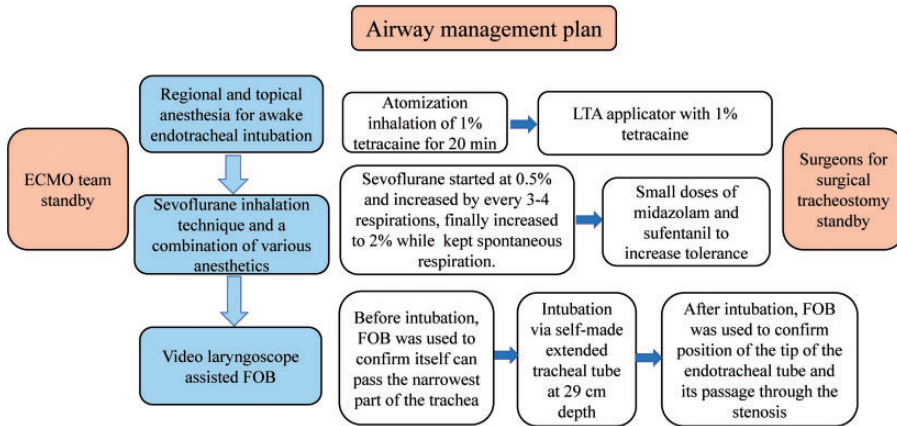 Airway management plan
Regional and topical
anesthesia for awake
endotracheal intubation
Atomization
inhalation of 1%
tetracaine for 20 min
LTA applicator with 1%
tetracaine
ECMO team
standby
Surgeons for
surgical
tracheostomy
standby
Sevoflurane inhalation
technique and a
combination of various
anesthetics
Sevoflurane started at 0.5%
and increased by every 3-4
respirations, finally increased
to 2% while kept spontaneous
respiration.
Small doses of
midazolam and
sufentanil to
increase tolerance
Video laryngoscope
assisted FOB
Before intubation,
FOB was used to
confirm itself can
pass the narrowest
part of the trachea
Intubation
via self-made
extended
tracheal tube
at 29 cm
depth
After intubation, FOB
was used to confirm
position of the tip of the
endotracheal tube and
its passage through the
stenosis